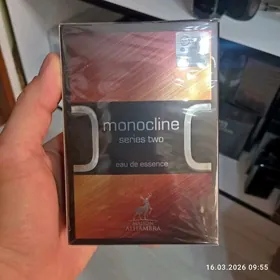 monocline
series two
eau de essence
MAISON
ALHAMBRA
16.03.2026 09:55